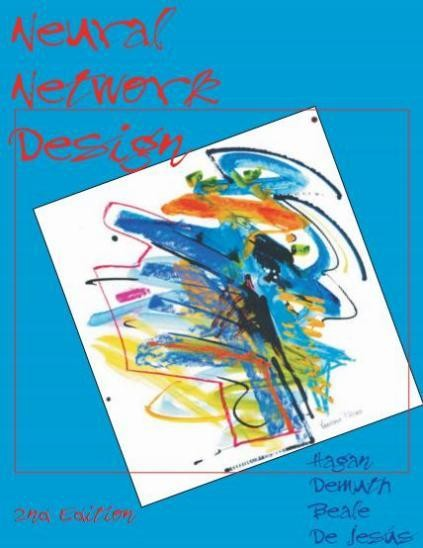 Neural
Network
Design
2nd Edition
Hagan
Demuth
Beale
De Jesús